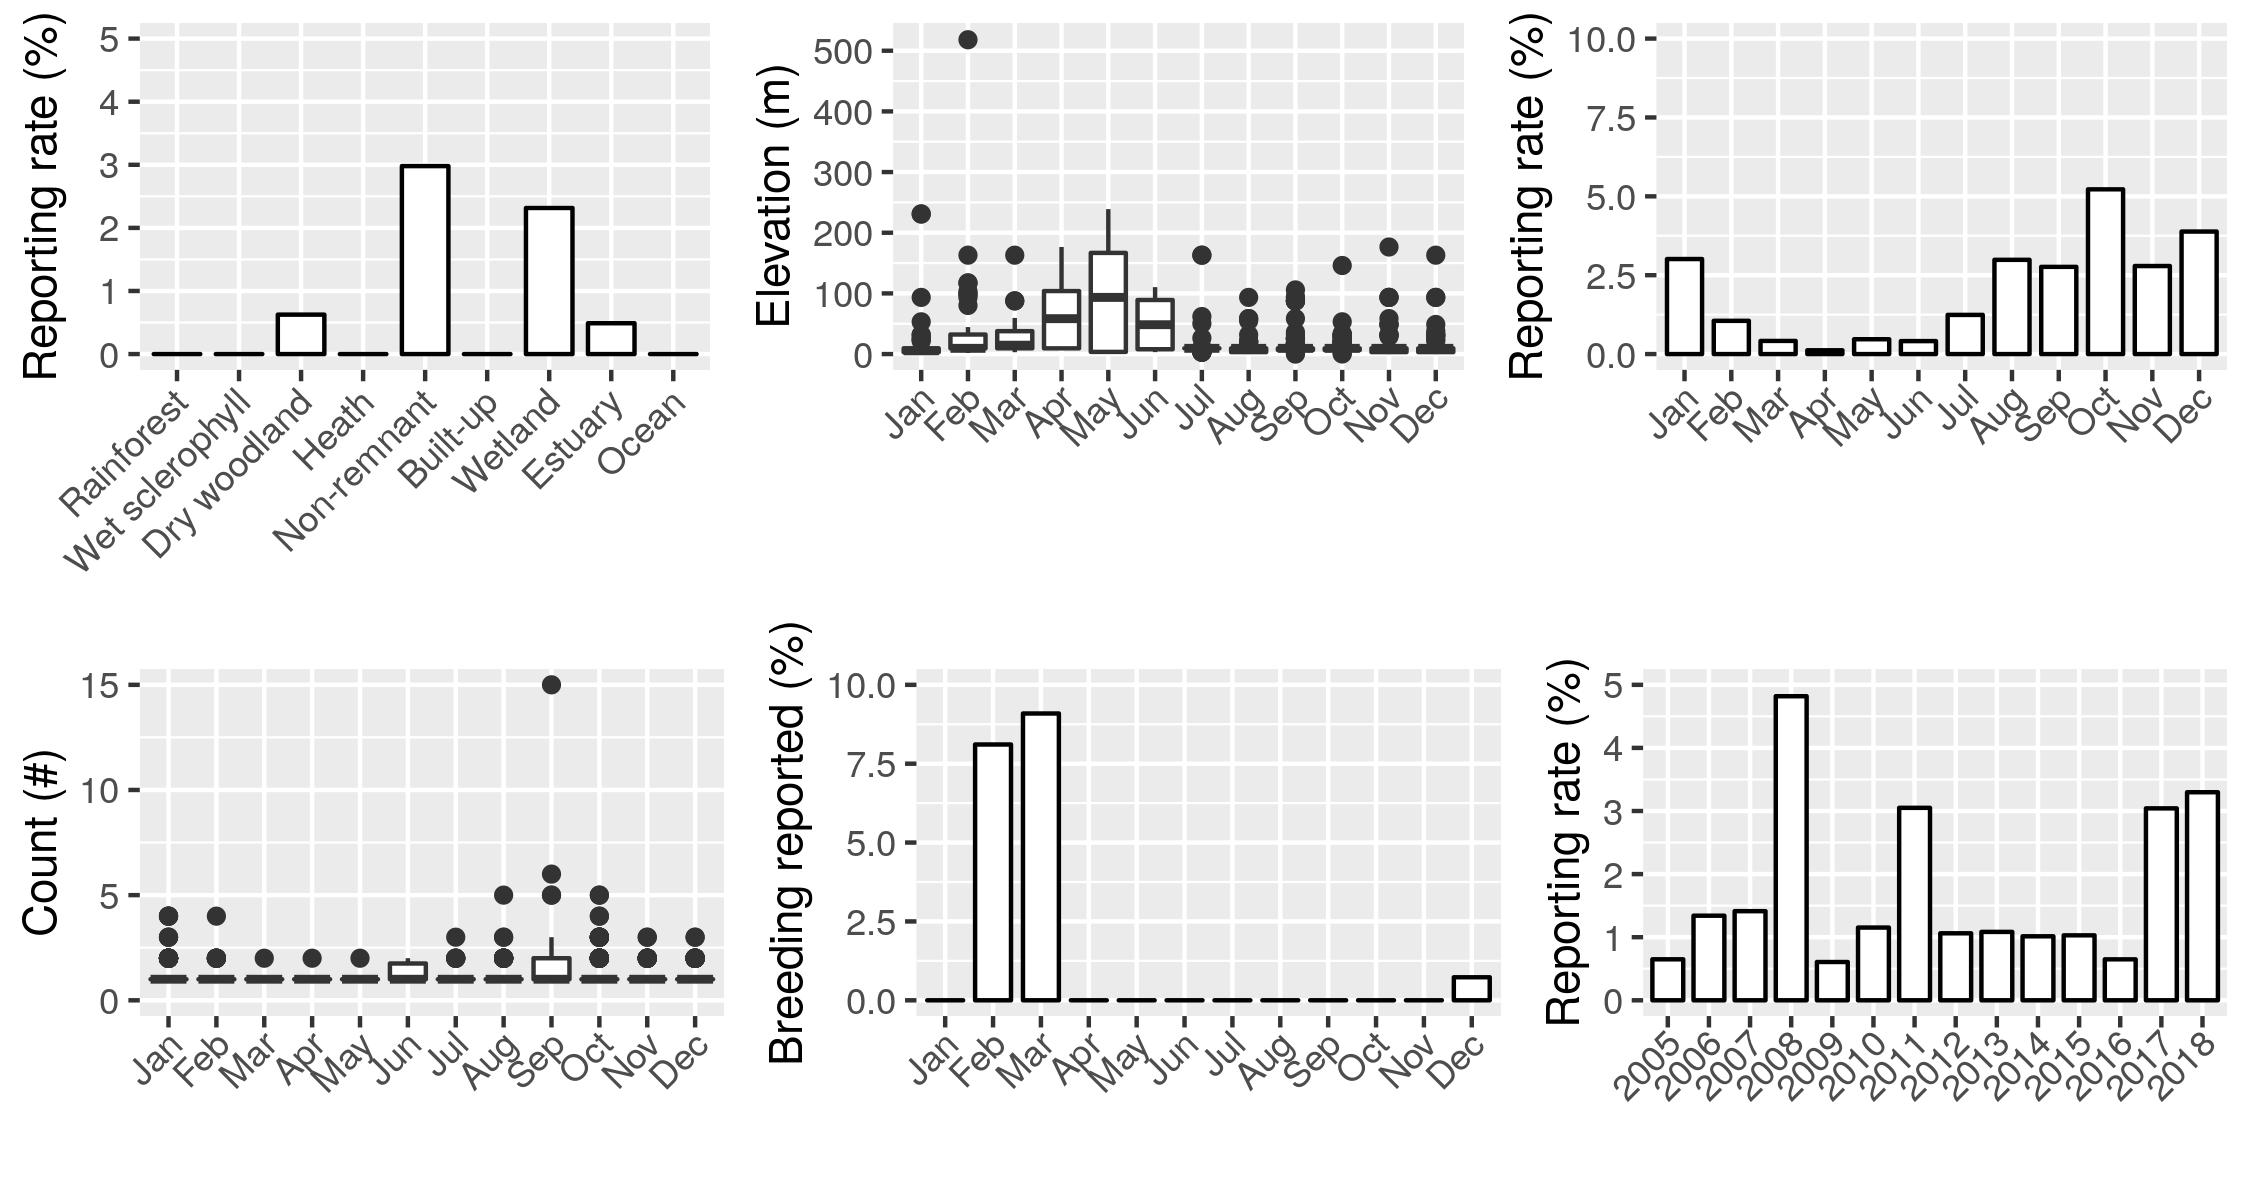 Reporting rate (%)
5
4
3
2
1
0
Rainforest
Wet sclerophyll
Dry woodland
Heath
Non-remnant
Built-up
Wetland
Estuary
Ocean
Elevation (m)
500
400
300
200
100
0
Jan
Feb
Mar
Apr
May
Jun
Jul
Aug
Sep
Oct
Nov
Dec
Reporting rate (%)
10.0
7.5
5.0
2.5
0.0
Jan
Feb
Mar
Apr
May
Jun
Jul
Aug
Sep
Oct
Nov
Dec
Count (#)
15
10
5
0
Jan
Feb
Mar
Apr
May
Jun
Jul
Aug
Sep
Oct
Nov
Dec
Breeding reported (%)
10.0
7.5
5.0
2.5
0.0
Jan
Feb
Mar
Apr
May
Jun
Jul
Aug
Sep
Oct
Nov
Dec
Reporting rate (%)
5
4
3
2
1
0
2005
2006
2007
2008
2009
2010
2011
2012
2013
2014
2015
2016
2017
2018